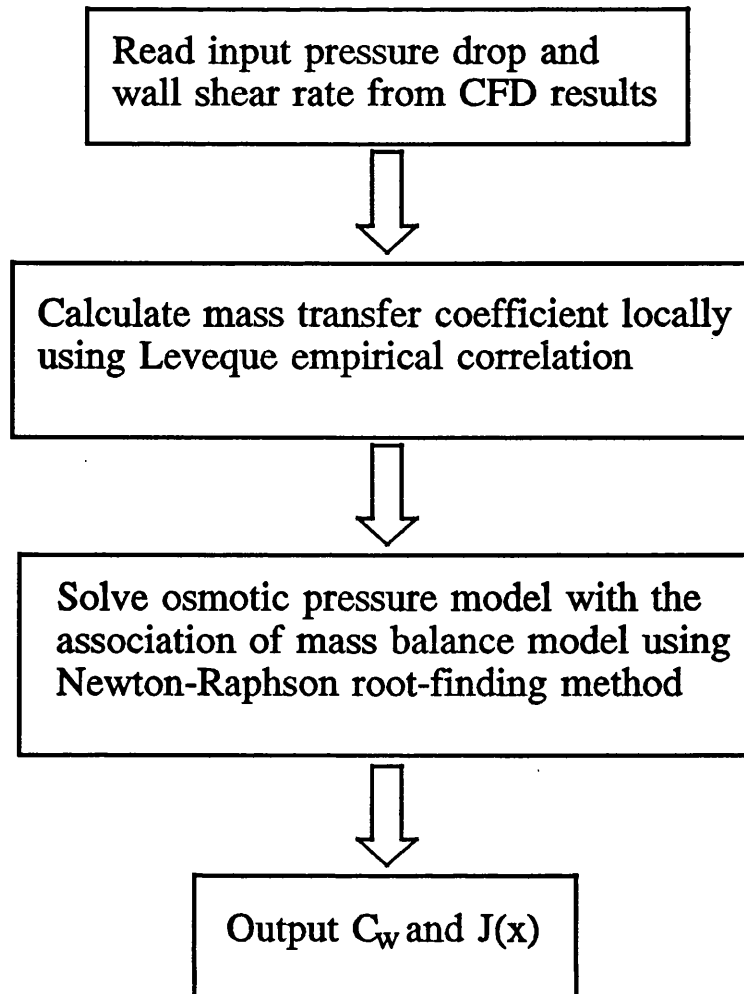 Read input pressure drop and
wall shear rate from CFD results
Calculate mass transfer coefficient locally
using Leveque empirical correlation
Solve osmotic pressure model with the
association of mass balance model using
Newton-Raphson root-finding method
Output Cw and J(x)